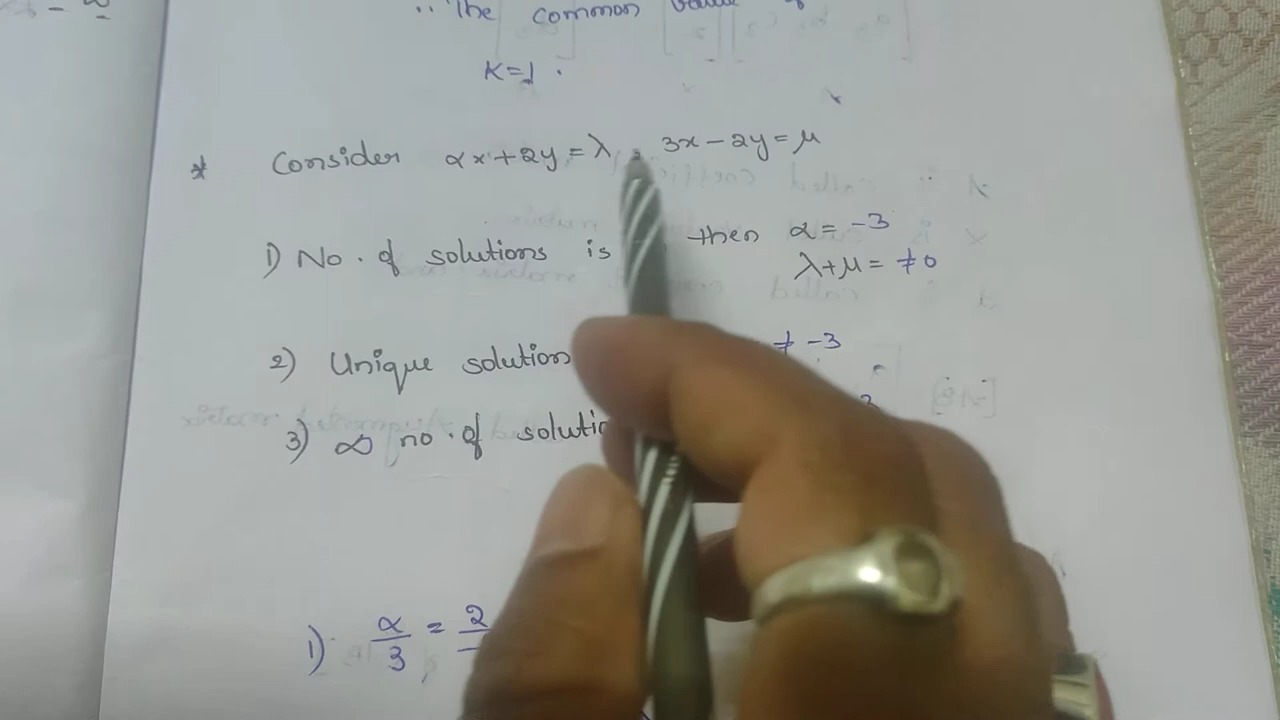 ∴ The common value of
K=1 .
* Consider αx+2y=λ , 3x-2y=μ
1) No. of solutions is then α= -3
λ+μ= ≠0
2) Unique solution ≠ -3
3) ∞ no. of
1) α/3 = 2/